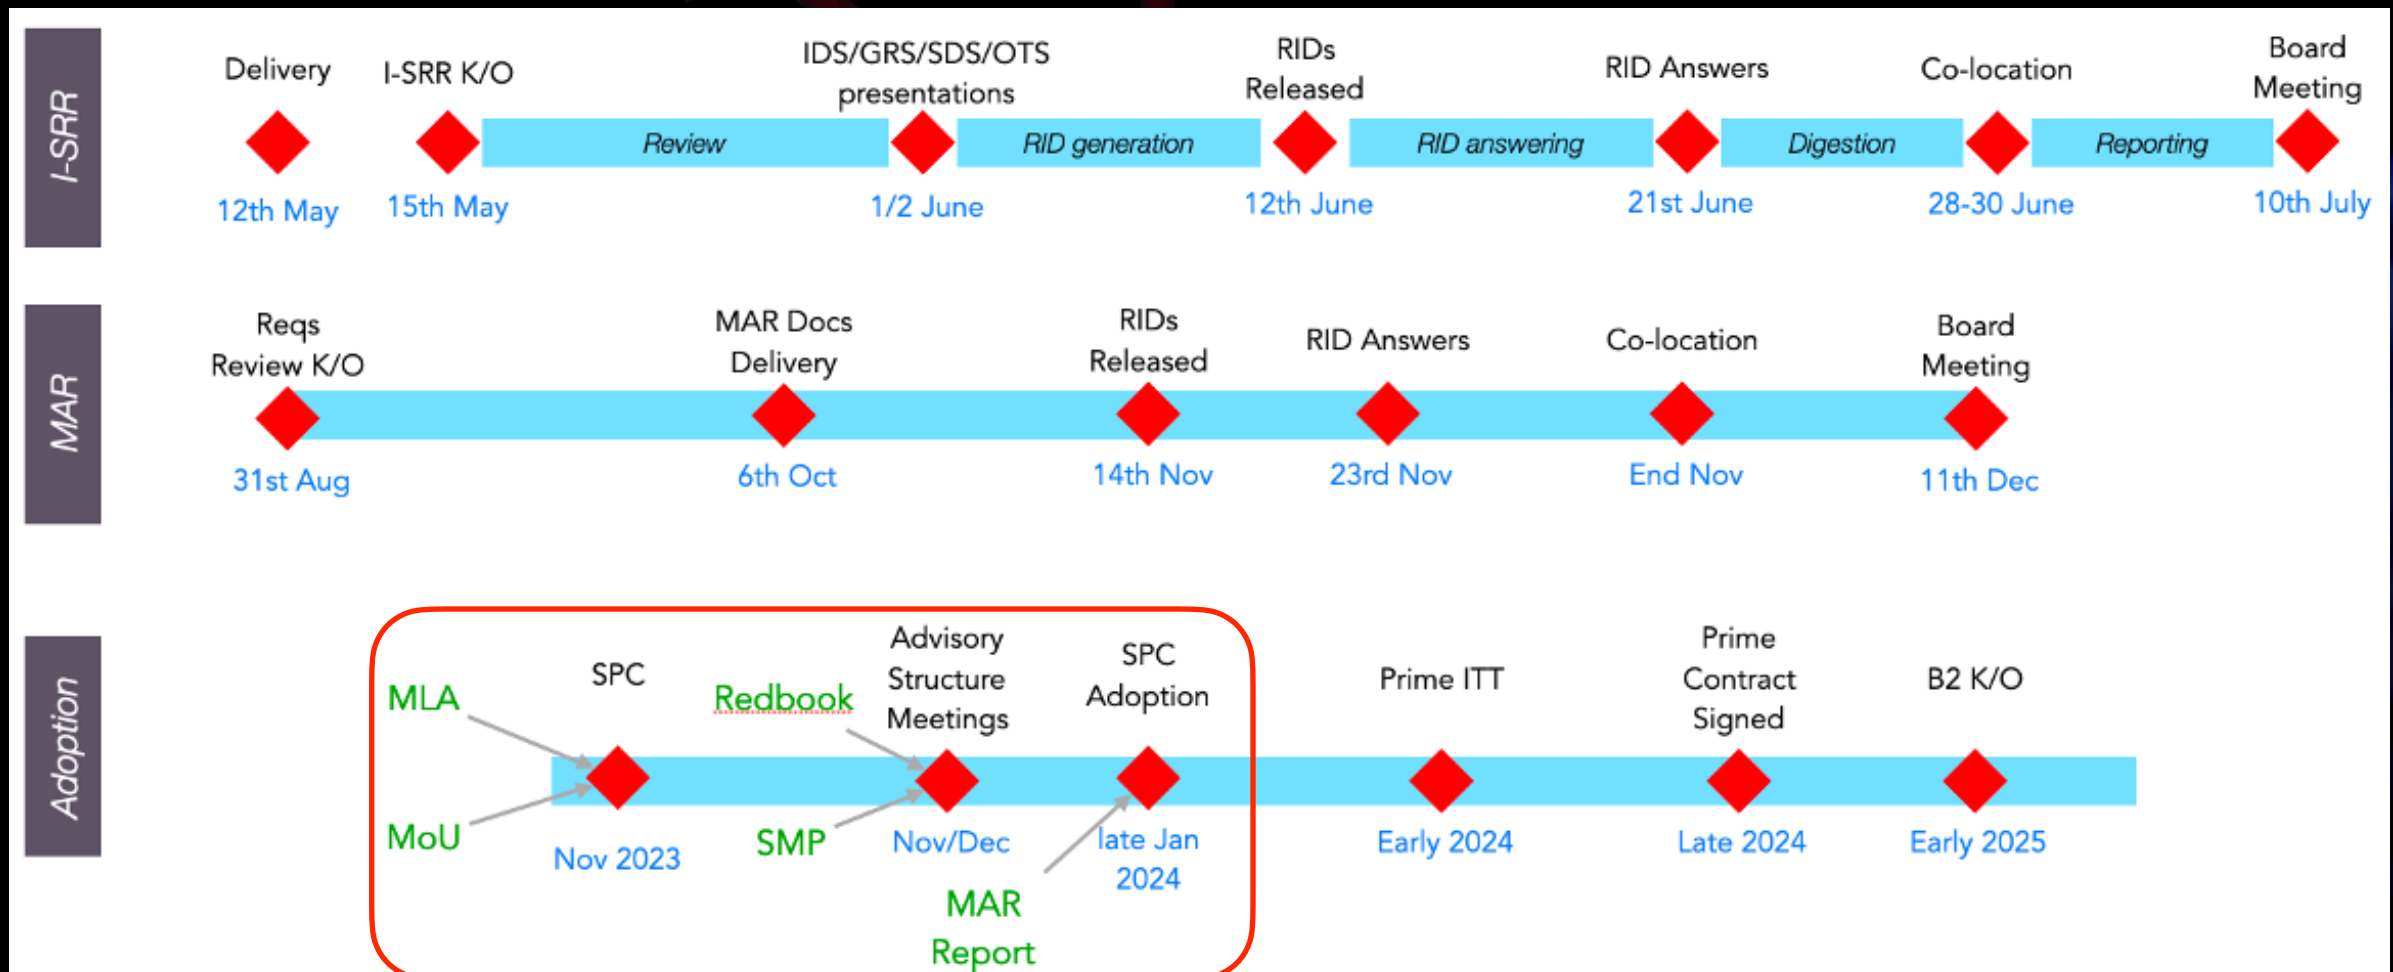 I-SRR
Delivery
I-SRR K/O
IDS/GRS/SDS/OTS
presentations
RIDs
Released
RID Answers
Co-location
Board
Meeting
Review
RID generation
RID answering
Digestion
Reporting
12th May
15th May
1/2 June
12th June
21st June
28-30 June
10th July
MAR
Reqs
Review K/O
MAR Docs
Delivery
RIDs
Released
RID Answers
Co-location
Board
Meeting
31st Aug
6th Oct
14th Nov
23rd Nov
End Nov
11th Dec
Adoption
MLA
MoU
SPC
Nov 2023
Redbook
SMP
Advisory
Structure
Meetings
Nov/Dec
SPC
Adoption
late Jan
2024
MAR
Report
Prime ITT
Early 2024
Prime
Contract
Signed
Late 2024
B2 K/O
Early 2025